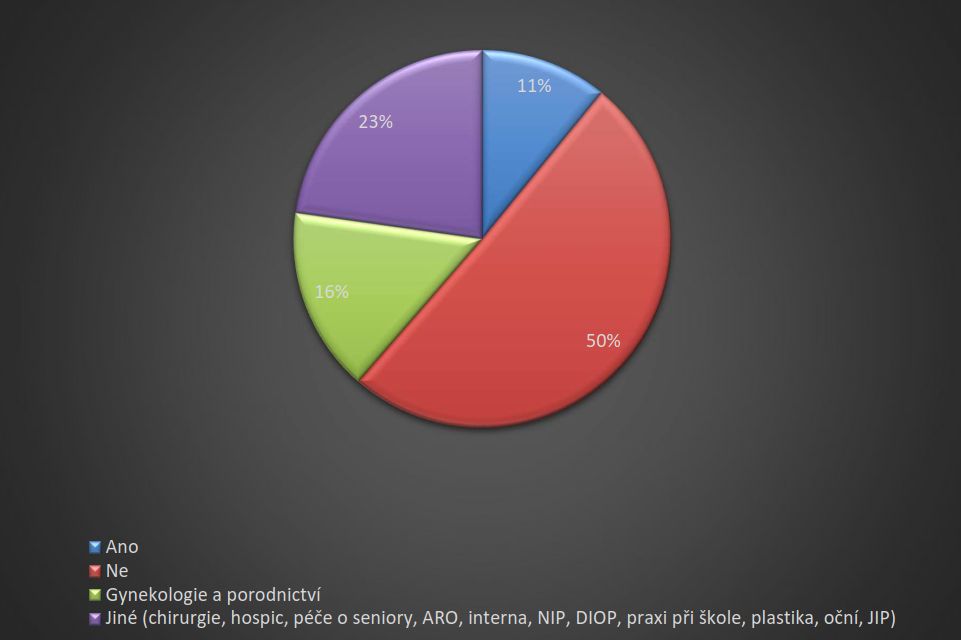 11%
23%
16%
50%
Ano
Ne
Gynekologie a porodnictví
Jiné (chirurgie, hospic, péče o seniory, ARO, interna, NIP, DIOP, praxi při škole, plastika, oční, JIP)